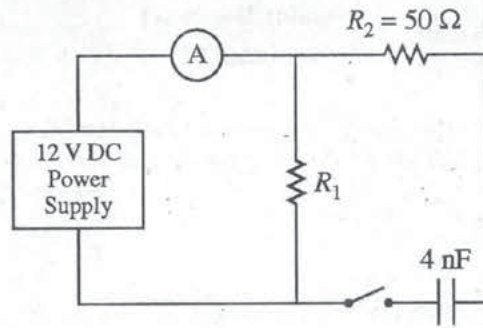 R₂ = 50 Ω
A
12 V DC
Power
Supply
R₁
4 nF